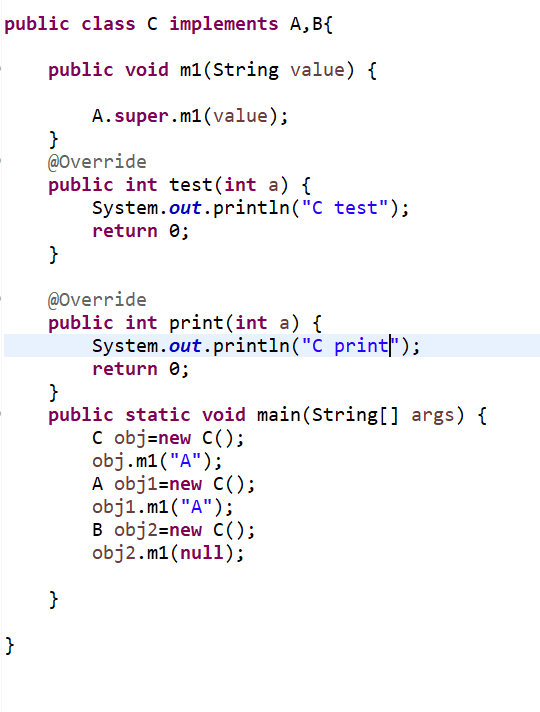 public class C implements A,B{
public void m1(String value) {
A.super.m1(value);
}
@Override
public int test(int a) {
System.out.println("C test");
return 0;
}
@Override
public int print(int a) {
System.out.println("C print");
return 0;
}
public static void main(String[] args) {
C obj=new C();
obj.m1("A");
A obj1=new C();
obj1.m1("A");
B obj2=new C();
obj2.m1(null);
}
}